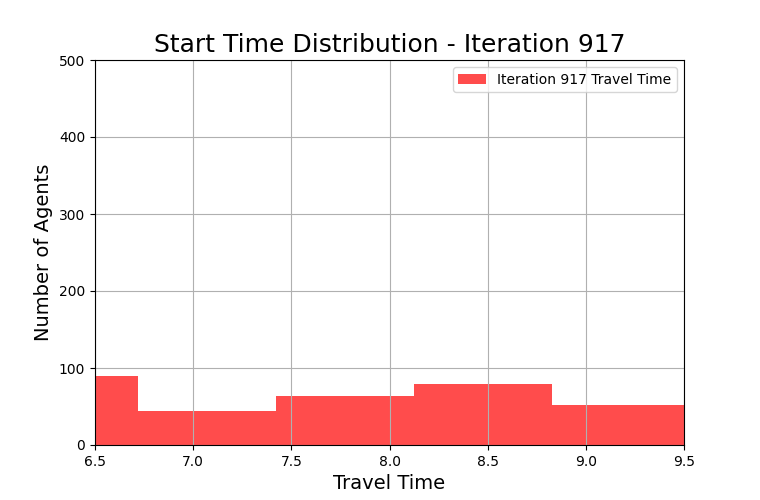 Start Time Distribution - Iteration 917
Iteration 917 Travel Time
Number of Agents
500
400
300
200
100
0
6.5 7.0 7.5 8.0 8.5 9.0 9.5
Travel Time